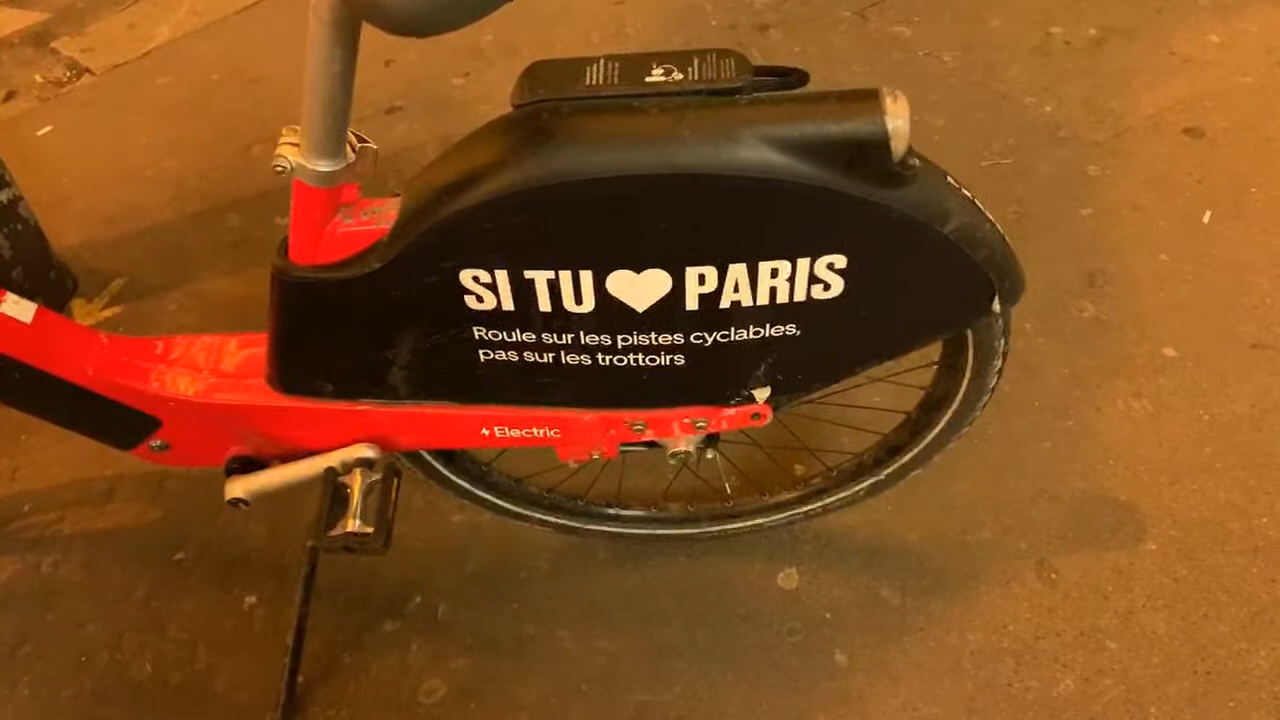 SI TU ♥ PARIS
Roule sur les pistes cyclables,
pas sur les trottoirs
Electric